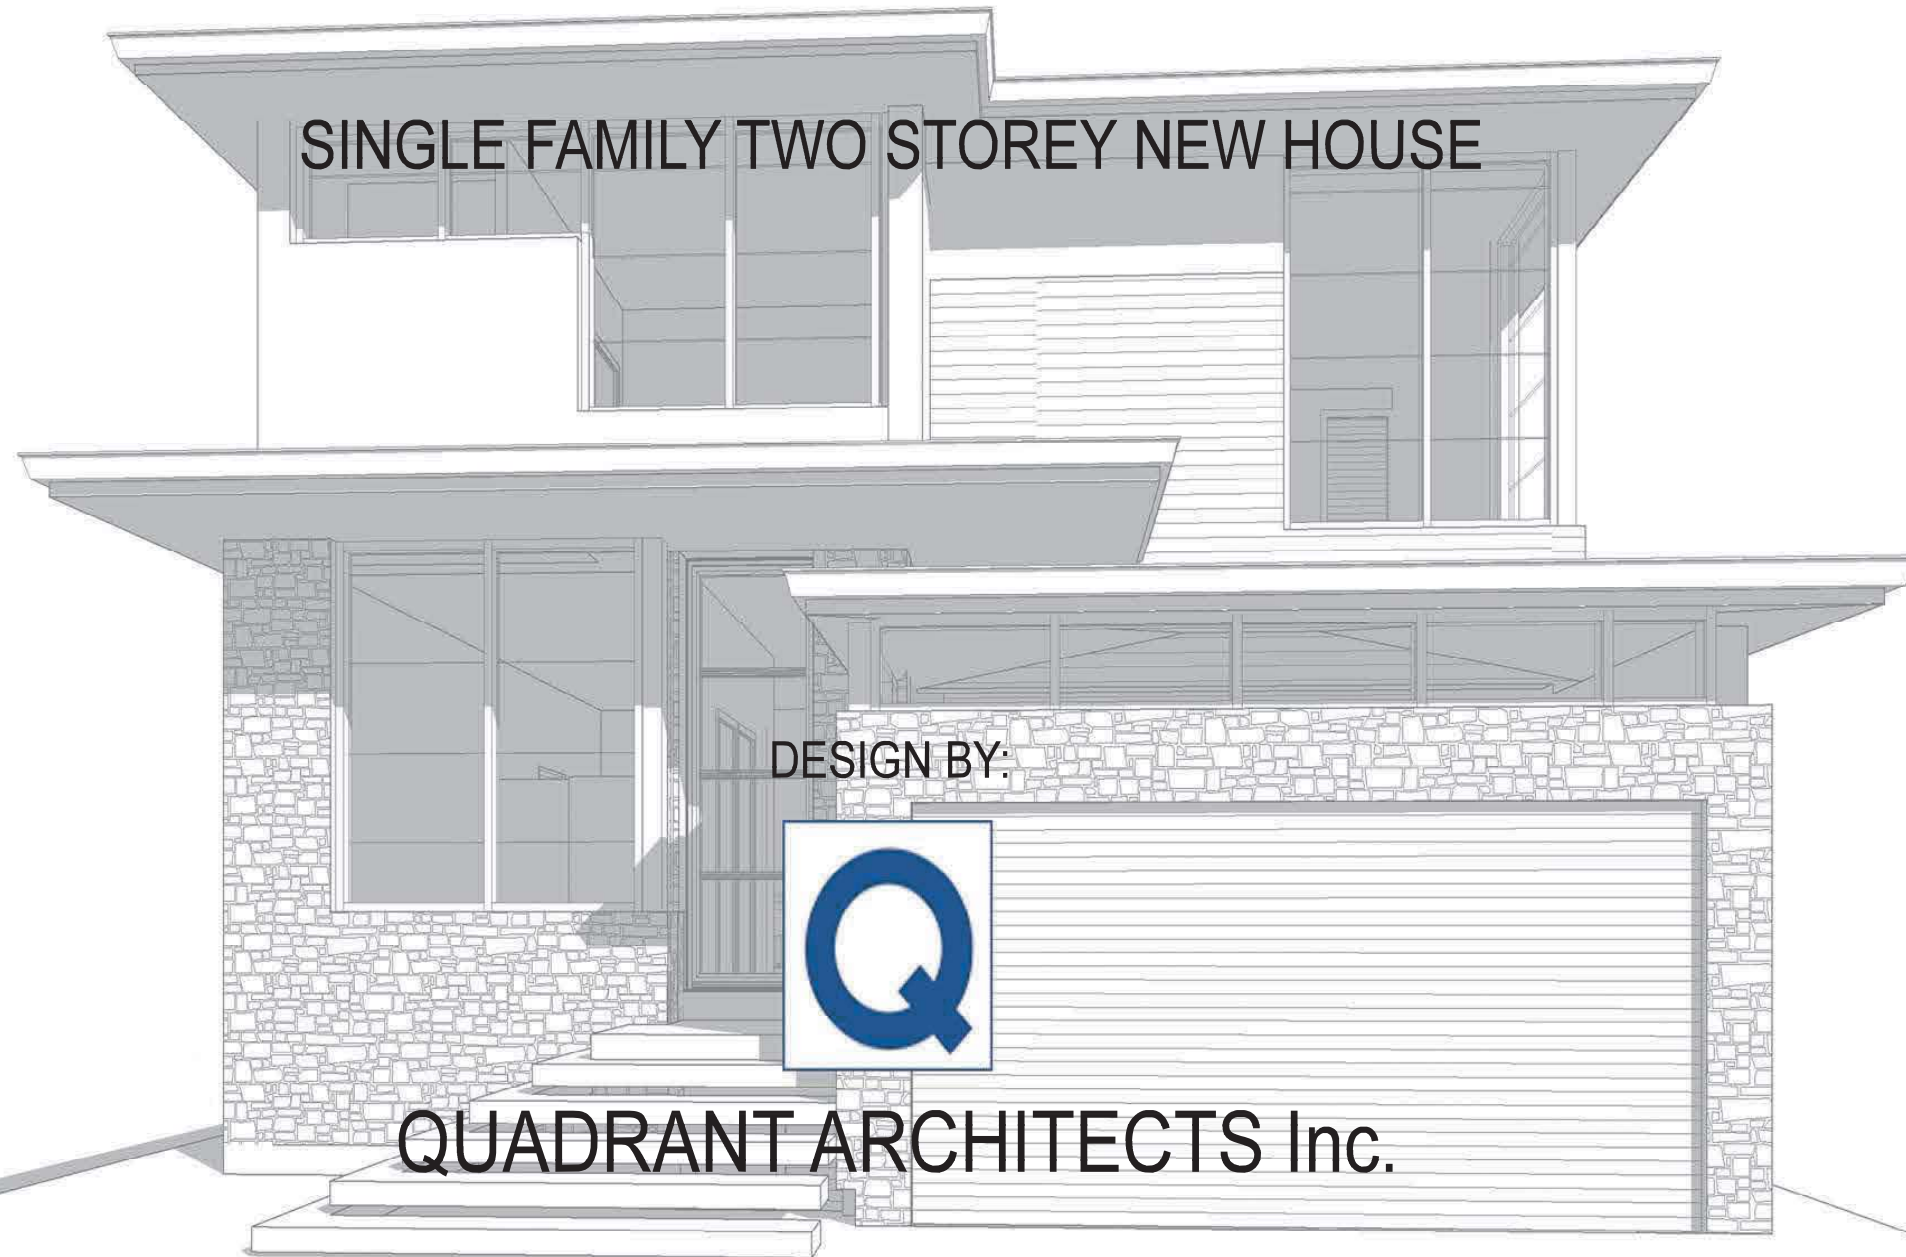 SINGLE FAMILY TWO STOREY NEW HOUSE
DESIGN BY:
Q
QUADRANT ARCHITECTS Inc.